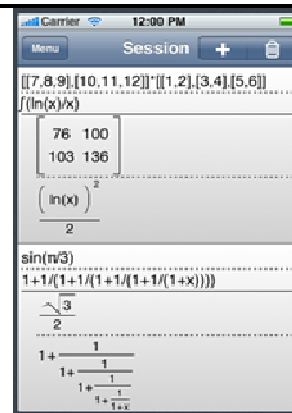 Carrier 12:00 PM
Menu Session +
[[7,8,9],[10,11,12]]*[[1,2],[3,4],[5,6]]
∫(ln(x)/x)
[76 100
103 136]
(ln(x))²
2
sin(π/3)
1+1/(1+1/(1+1/(1+1/(1+x))))
√3
2
1+ 1
1+ 1
1+ 1
1+ 1
1+x